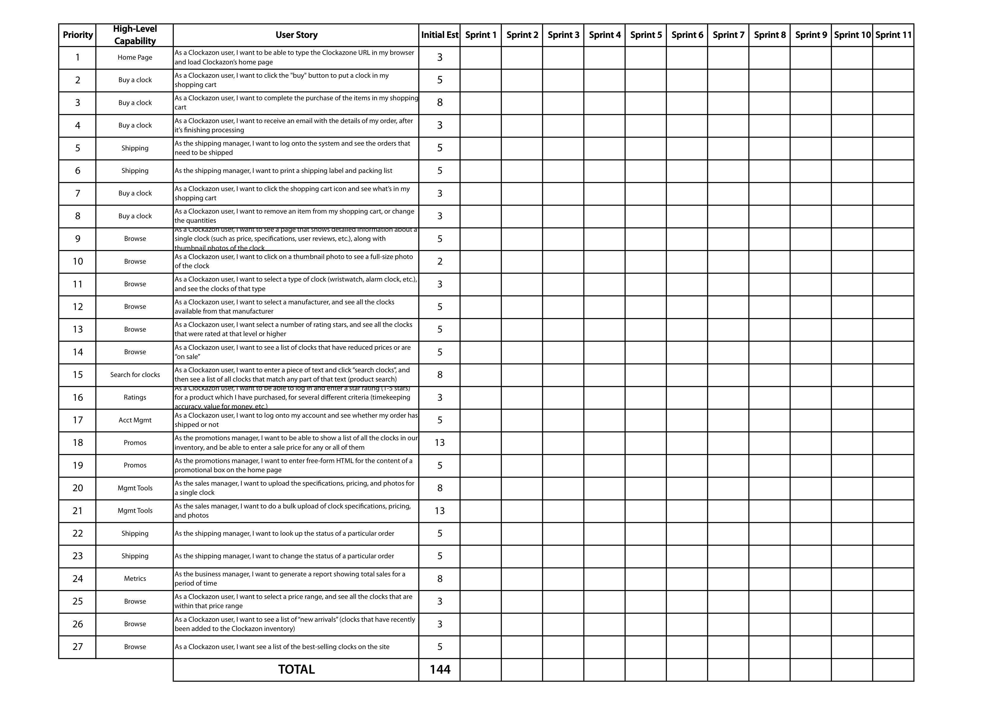 Priority High-Level Capability User Story Initial Est Sprint 1 Sprint 2 Sprint 3 Sprint 4 Sprint 5 Sprint 6 Sprint 7 Sprint 8 Sprint 9 Sprint 10 Sprint 11
1 Home Page As a Clockazon user, I want to be able to type the Clockazone URL in my browser
and load Clockazon’s home page 3
2 Buy a clock As a Clockazon user, I want to click the "buy" button to put a clock in my
shopping cart 5
3 Buy a clock As a Clockazon user, I want to complete the purchase of the items in my shopping
cart 8
4 Buy a clock As a Clockazon user, I want to receive an email with the details of my order, after
it’s finishing processing 3
5 Shipping As the shipping manager, I want to log onto the system and see the orders that
need to be shipped 5
6 Shipping As the shipping manager, I want to print a shipping label and packing list 5
7 Buy a clock As a Clockazon user, I want to click the shopping cart icon and see what’s in my
shopping cart 3
8 Buy a clock As a Clockazon user, I want to remove an item from my shopping cart, or change
the quantities 3
9 Browse As a Clockazon user, I want to see a page that shows detailed information about a
single clock (such as price, specifications, user reviews, etc.), along with
thumbnail photos of the clock 5
10 Browse As a Clockazon user, I want to click on a thumbnail photo to see a full-size photo
of the clock 2
11 Browse As a Clockazon user, I want to select a type of clock (wristwatch, alarm clock, etc.),
and see the clocks of that type 3
12 Browse As a Clockazon user, I want to select a manufacturer, and see all the clocks
available from that manufacturer 5
13 Browse As a Clockazon user, I want select a number of rating stars, and see all the clocks
that were rated at that level or higher 5
14 Browse As a Clockazon user, I want to see a list of clocks that have reduced prices or are
“on sale” 5
15 Search for clocks As a Clockazon user, I want to enter a piece of text and click “search clocks”, and
then see a list of all clocks that match any part of that text (product search) 8
16 Ratings As a Clockazon user, I want to be able to log in and enter a star rating (1-5 stars)
for a product which I have purchased, for several different criteria (timekeeping
accuracy, value for money, etc.) 3
17 Acct Mgmt As a Clockazon user, I want to log onto my account and see whether my order has
shipped or not 5
18 Promos As the promotions manager, I want to be able to show a list of all the clocks in our
inventory, and be able to enter a sale price for any or all of them 13
19 Promos As the promotions manager, I want to enter free-form HTML for the content of a
promotional box on the home page 5
20 Mgmt Tools As the sales manager, I want to upload the specifications, pricing, and photos for
a single clock 8
21 Mgmt Tools As the sales manager, I want to do a bulk upload of clock specifications, pricing,
and photos 13
22 Shipping As the shipping manager, I want to look up the status of a particular order 5
23 Shipping As the shipping manager, I want to change the status of a particular order 5
24 Metrics As the business manager, I want to generate a report showing total sales for a
period of time 8
25 Browse As a Clockazon user, I want to select a price range, and see all the clocks that are
within that price range 3
26 Browse As a Clockazon user, I want to see a list of “new arrivals” (clocks that have recently
been added to the Clockazon inventory) 3
27 Browse As a Clockazon user, I want see a list of the best-selling clocks on the site 5
TOTAL 144